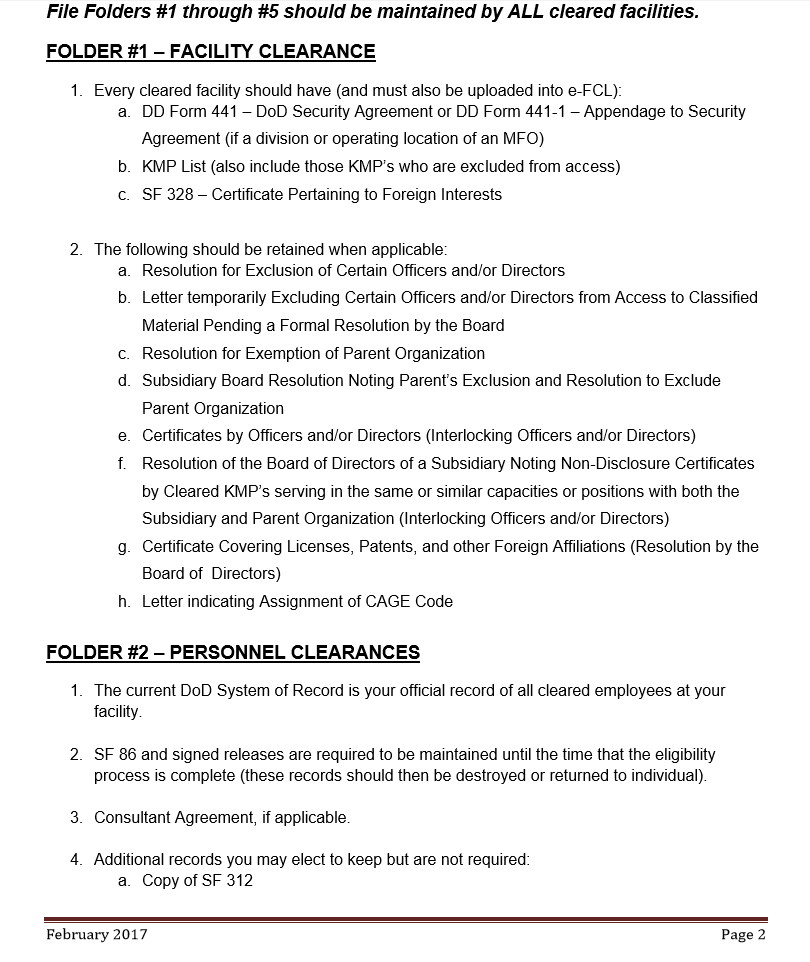 File Folders #1 through #5 should be maintained by ALL cleared facilities.
FOLDER #1 – FACILITY CLEARANCE
1. Every cleared facility should have (and must also be uploaded into e-FCL):
a. DD Form 441 – DoD Security Agreement or DD Form 441-1 – Appendage to Security
Agreement (if a division or operating location of an MFO)
b. KMP List (also include those KMP's who are excluded from access)
c. SF 328 – Certificate Pertaining to Foreign Interests
2. The following should be retained when applicable:
a. Resolution for Exclusion of Certain Officers and/or Directors
b. Letter temporarily Excluding Certain Officers and/or Directors from Access to Classified
Material Pending a Formal Resolution by the Board
c. Resolution for Exemption of Parent Organization
d. Subsidiary Board Resolution Noting Parent's Exclusion and Resolution to Exclude
Parent Organization
e. Certificates by Officers and/or Directors (Interlocking Officers and/or Directors)
f. Resolution of the Board of Directors of a Subsidiary Noting Non-Disclosure Certificates
by Cleared KMP's serving in the same or similar capacities or positions with both the
Subsidiary and Parent Organization (Interlocking Officers and/or Directors)
g. Certificate Covering Licenses, Patents, and other Foreign Affiliations (Resolution by the
Board of Directors)
h. Letter indicating Assignment of CAGE Code
FOLDER #2 – PERSONNEL CLEARANCES
1. The current DoD System of Record is your official record of all cleared employees at your
facility.
2. SF 86 and signed releases are required to be maintained until the time that the eligibility
process is complete (these records should then be destroyed or returned to individual).
3. Consultant Agreement, if applicable.
4. Additional records you may elect to keep but are not required:
a. Copy of SF 312
February 2017
Page 2